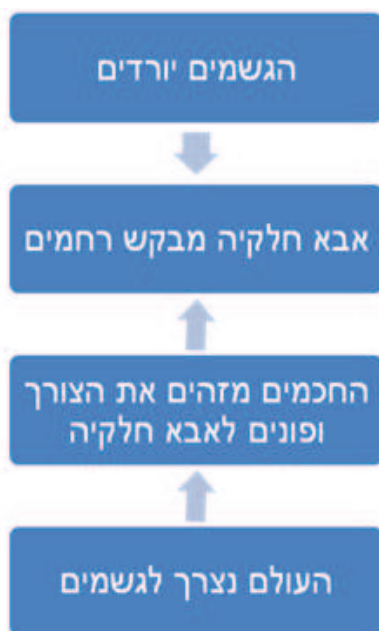 הגשמים יורדים
אבא חלקיה מבקש רחמים
החכמים מזהים את הצורך
ופונים לאבא חלקיה
העולם נצרך לגשמים